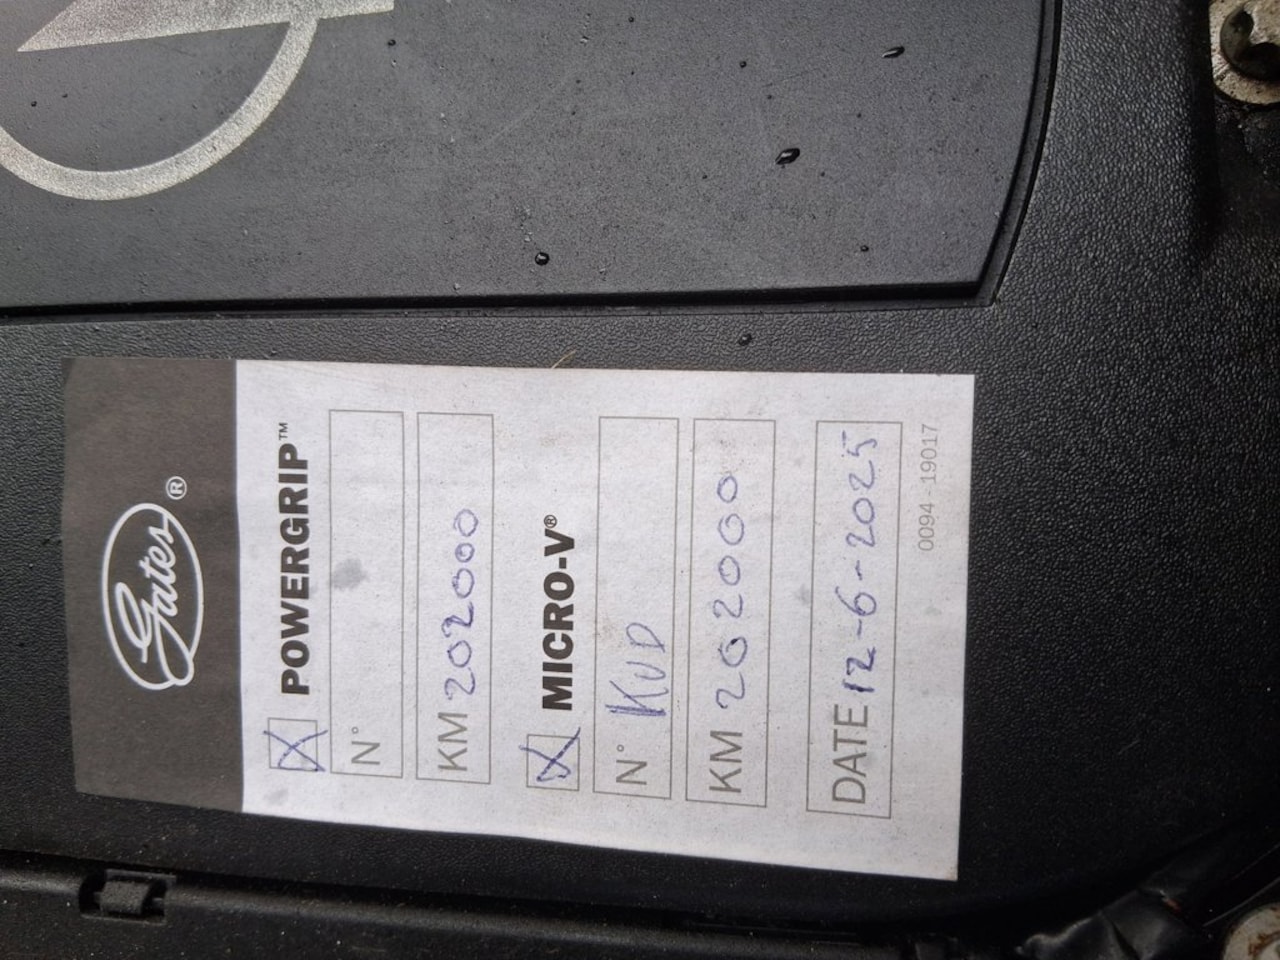 Gates®
POWERGRIP™
N°
KM 202000
MICRO-V®
N° KUD
KM 202000
DATE 12-6-2025
0094 -19017